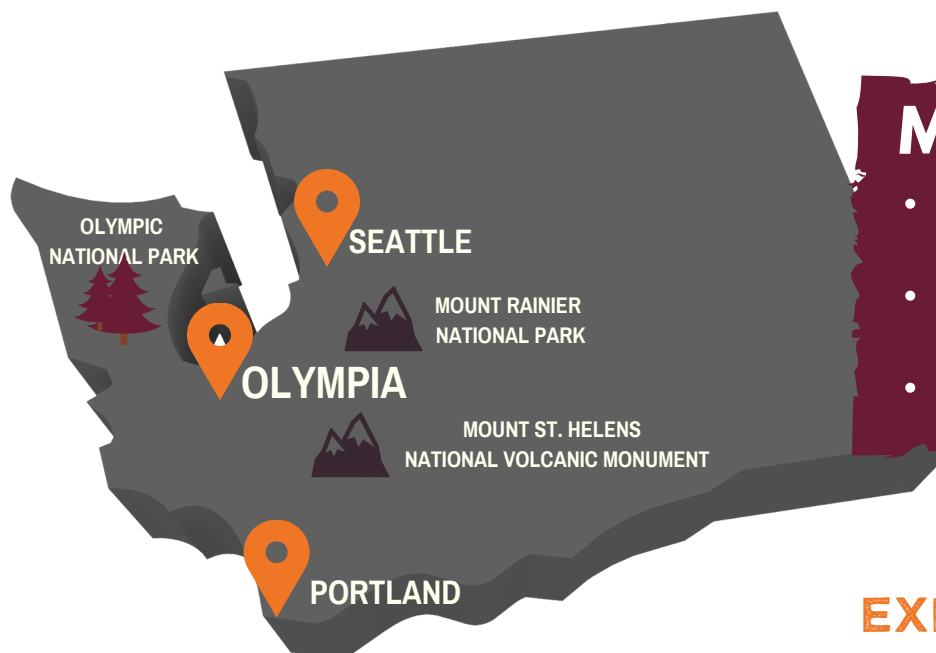 OLYMPIC
NATIONAL PARK
SEATTLE
MOUNT RAINIER
NATIONAL PARK
OLYMPIA
MOUNT ST. HELENS
NATIONAL VOLCANIC MONUMENT
PORTLAND